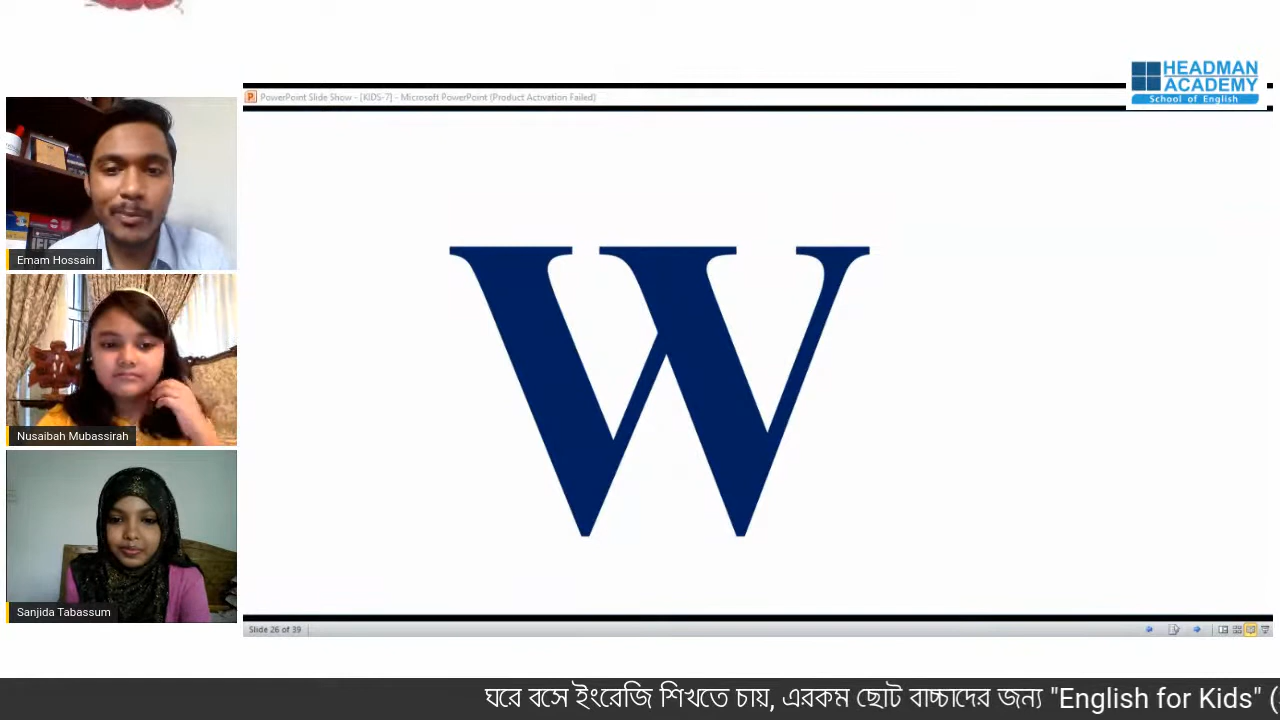 HEADMAN
ACADEMY
School of English
PowerPoint Slide Show - [KIDS-7] - Microsoft PowerPoint (Product Activation Failed)
Emam Hossain
W
Nusaibah Mubassirah
Sanjida Tabassum
Slide 26 of 39
ঘরে বসে ইংরেজি শিখতে চায়, এরকম ছোট বাচ্চাদের জন্য "English for Kids" (